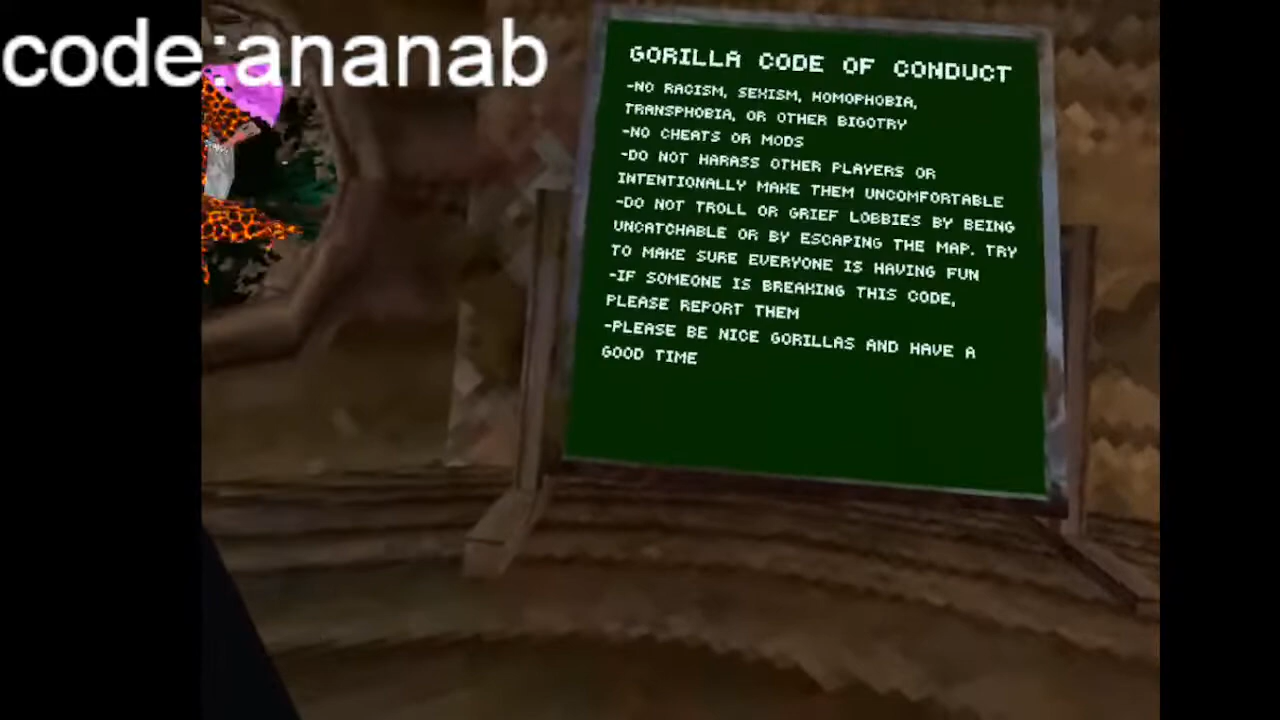 code:ananab
GORILLA CODE OF CONDUCT
-NO RACISM, SEXISM, HOMOPHOBIA,
TRANSPHOBIA, OR OTHER BIGOTRY
-NO CHEATS OR MODS
-DO NOT HARASS OTHER PLAYERS OR
INTENTIONALLY MAKE THEM UNCOMFORTABLE
-DO NOT TROLL OR GRIEF LOBBIES BY BEING
UNCATCHABLE OR BY ESCAPING THE MAP. TRY
TO MAKE SURE EVERYONE IS HAVING FUN
-IF SOMEONE IS BREAKING THIS CODE,
PLEASE REPORT THEM
-PLEASE BE NICE GORILLAS AND HAVE A
GOOD TIME